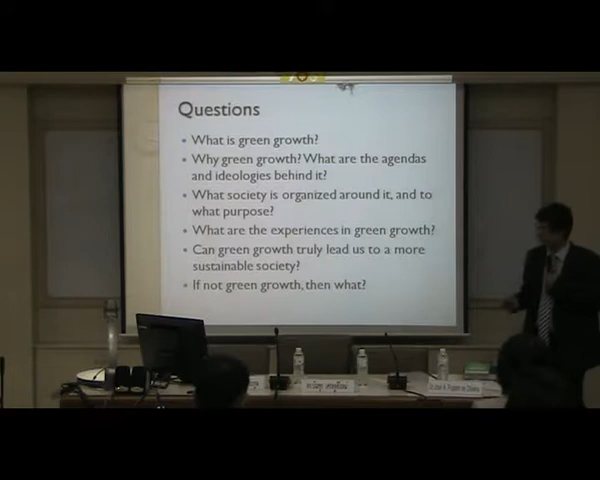 Questions
• What is green growth?
• Why green growth? What are the agendas
and ideologies behind it?
• What society is organized around it, and to
what purpose?
• What are the experiences in green growth?
• Can green growth truly lead us to a more
sustainable society?
• If not green growth, then what?